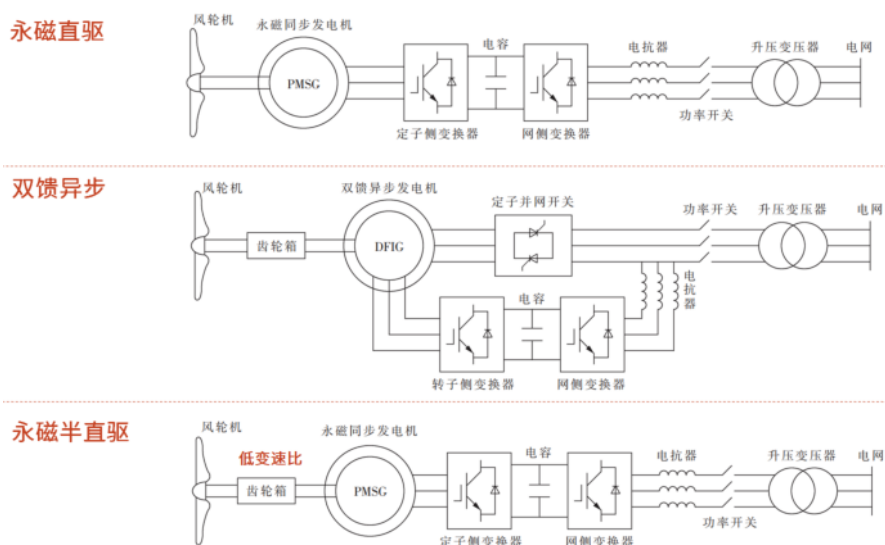 永磁直驱
风轮机
永磁同步发电机
PMSG
电容
定子侧变换器
网侧变换器
电抗器
功率开关
升压变压器
电网
双馈异步
风轮机
齿轮箱
双馈异步发电机
DFIG
定子并网开关
功率开关
升压变压器
电网
电抗器
电容
转子侧变换器
网侧变换器
永磁半直驱
风轮机
低变速比
齿轮箱
永磁同步发电机
PMSG
电容
定子侧变换器
网侧变换器
电抗器
功率开关
升压变压器
电网